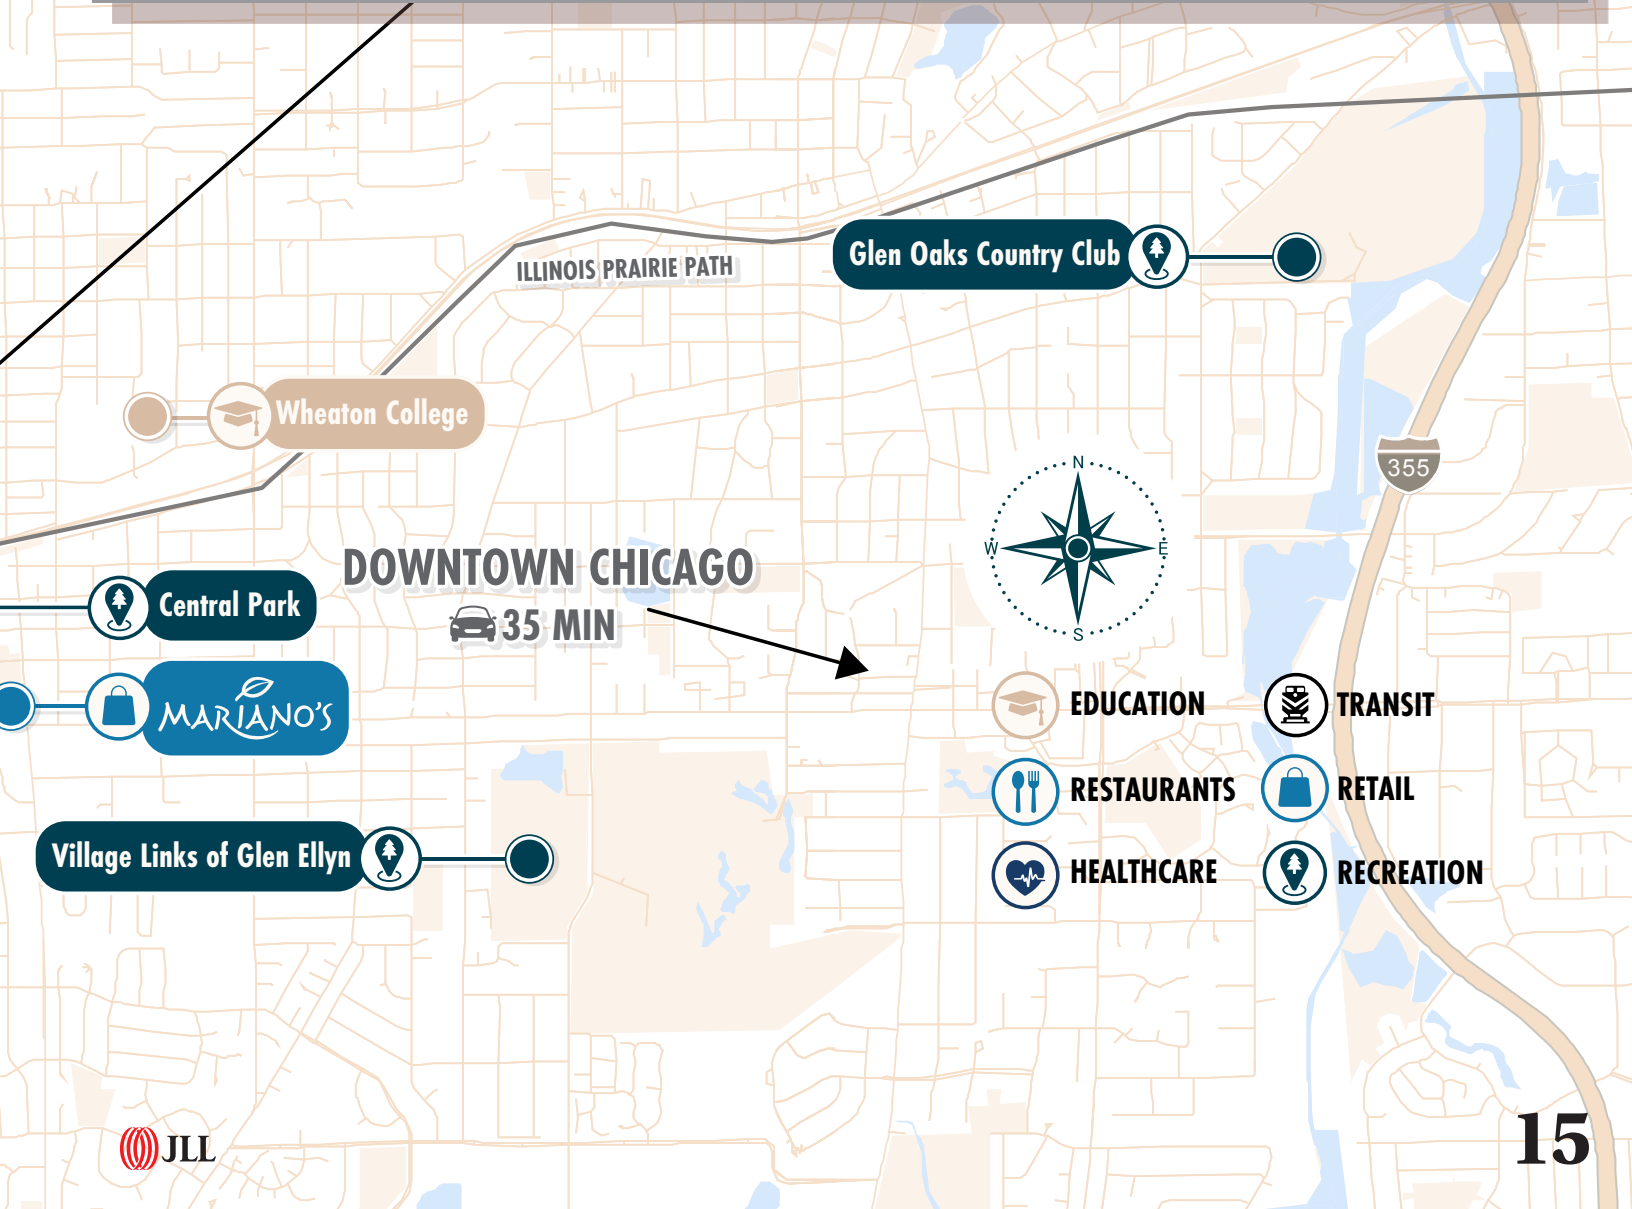 Glen Oaks Country Club
ILLINOIS PRAIRIE PATH
Wheaton College
N
W
E
S
355
DOWNTOWN CHICAGO
35 MIN
Central Park
MARIANO'S
EDUCATION
TRANSIT
RESTAURANTS
RETAIL
HEALTHCARE
RECREATION
Village Links of Glen Ellyn
JLL
15